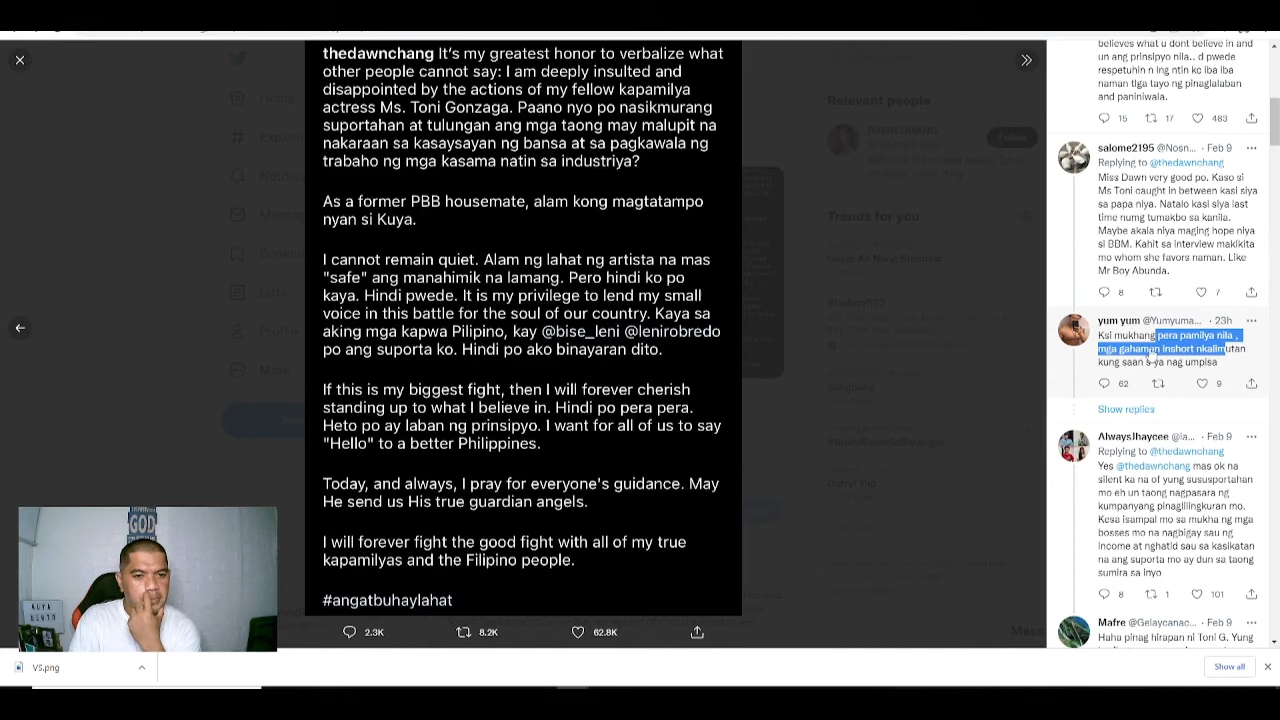 thedawnchang It's my greatest honor to verbalize what
other people cannot say: I am deeply insulted and
disappointed by the actions of my fellow kapamilya
actress Ms. Toni Gonzaga. Paano nyo po nasikmurang
suportahan at tulungan ang mga taong may malupit na
nakaraan sa kasaysayan ng bansa at sa pagkawala ng
trabaho ng mga kasama natin sa industriya?
As a former PBB housemate, alam kong magtatampo
nyan si Kuya.
I cannot remain quiet. Alam ng lahat ng artista na mas
"safe" ang manahimik na lamang. Pero hindi ko po
kaya. Hindi pwede. It is my privilege to lend my small
voice in this battle for the soul of our country. Kaya sa
aking mga kapwa Pilipino, kay @bise_leni @lenirobredo
po ang suporta ko. Hindi po ako binayaran dito.
If this is my biggest fight, then I will forever cherish
standing up to what I believe in. Hindi po pera pera.
Heto po ay laban ng prinsipyo. I want for all of us to say
"Hello" to a better Philippines.
Today, and always, I pray for everyone's guidance. May
He send us His true guardian angels.
I will forever fight the good fight with all of my true
kapamilyas and the Filipino people.
#angatbuhaylahat
2.3K 8.2K 62.8K
believes what u dont believe in and
un ang prinsipyo nila.. d pwede
respetuhin n lng ntin kc iba iba
naman tlga tayo ng pinaglalaban
and paniniwala.
15 17 483
salome2195 @Nosn... · Feb 9
Replying to @thedawnchang
Miss Dawn very good po. Kaso si
Ms Toni caught in between kasi siya
sa papa niya. Natalo kasi siya last
time nung tumakbo sa kanila.
Maybe akala niya maging hope niya
si BBM. Kahit sa Interview makikita
mo whom she favors naman. Like
Mr Boy Abunda.
8 7
yum yum @Yumyuma... · 23h
Ksi mukhang pera pamilya nila ,
mga gahaman inshort nkalimutan
kung saan siya nag umpisa
62 9
Show replies
AlwaysJhaycee @ia... · Feb 9
Replying to @thedawnchang
Yes @thedawnchang mas ok na
silent ka na of yung sususportahan
mo eh un taong nagpasara ng
kumpanyang pinaglilingkuran mo.
Kesa isampal mo sa mukha ng mga
bosses mo na nagbigay sau ng
Income at nghatid sau sa kasikatan
na ang suporta mo ay dun sa taong
sumira sa inyo
8 1 101
Mafre @Gelaycanac... · Feb 9
Haha pinag hirapan ni Toni G. Yung
Relevant people
Follow
Trends for you
Home
More
GOD
KUYA
VS.png
Show all